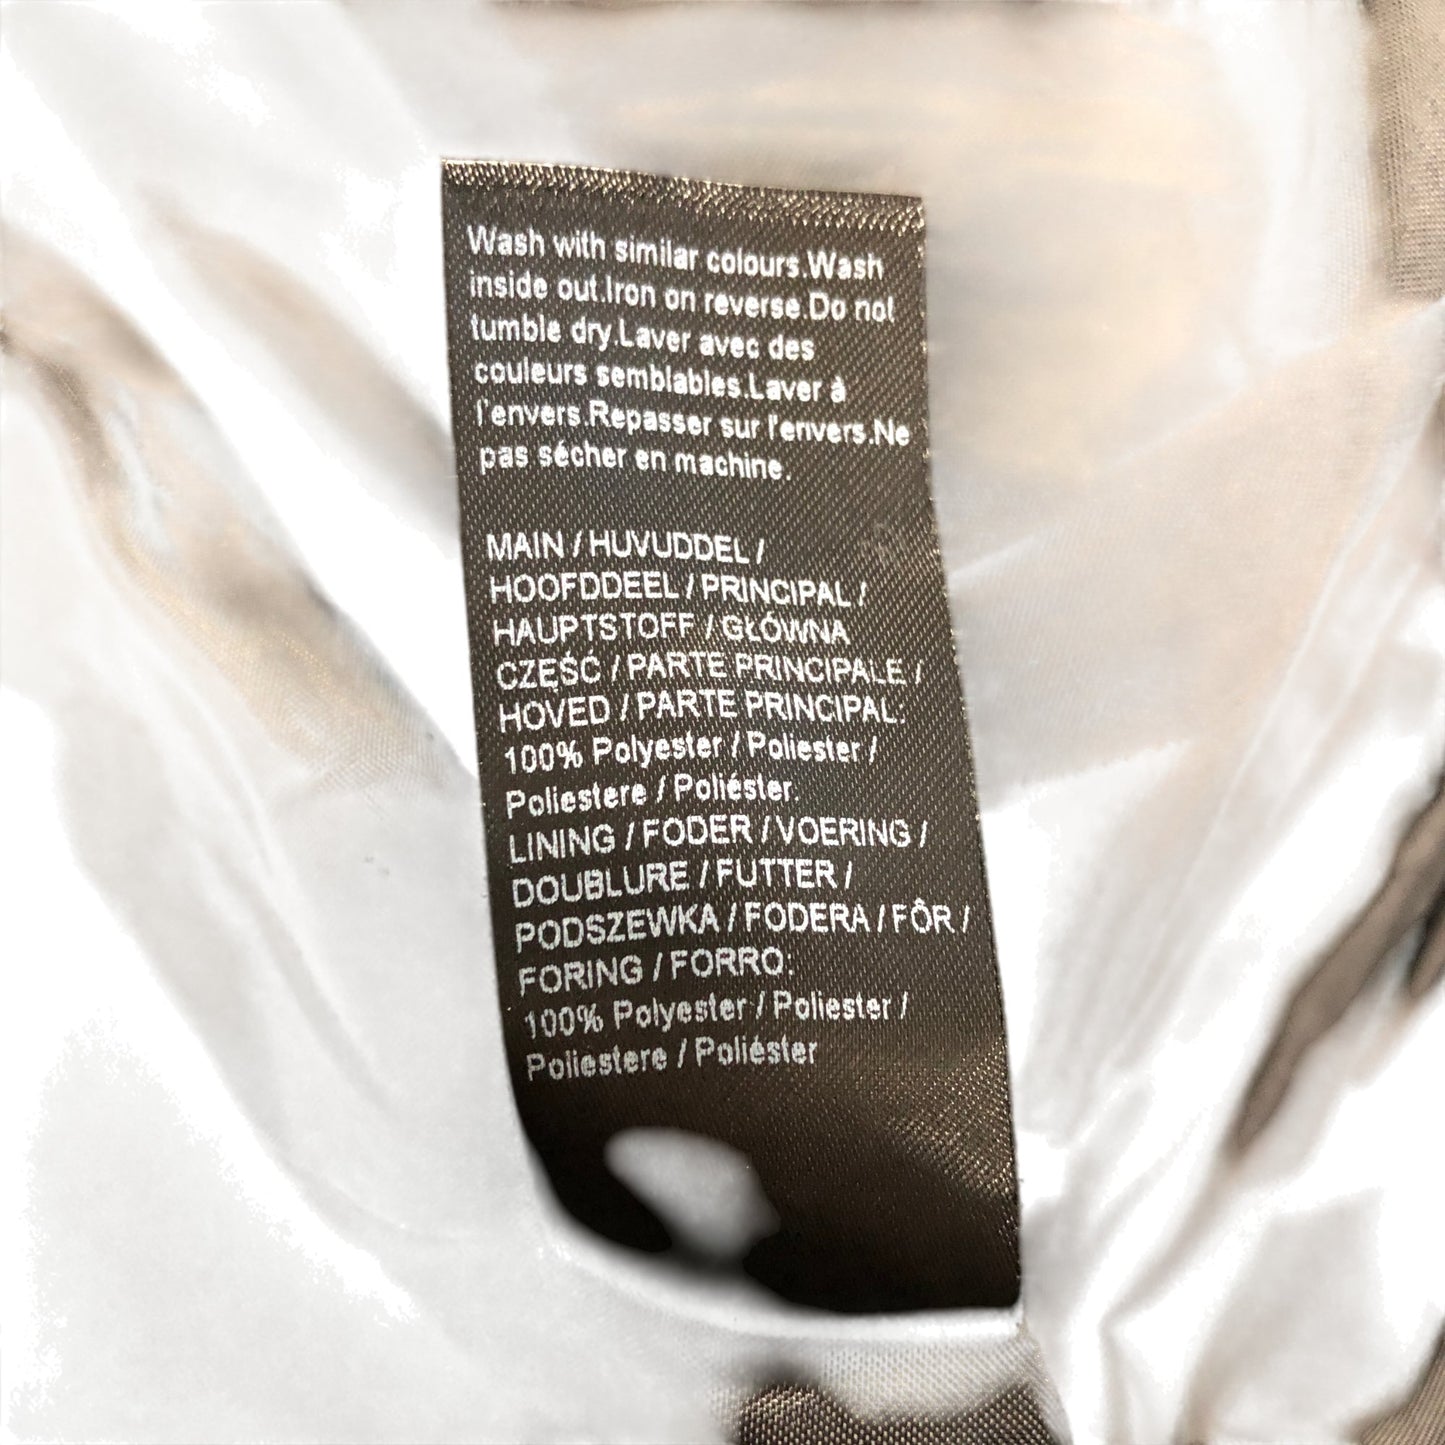 Wash with similar colours.Wash
inside out.Iron on reverse.Do not
tumble dry.Laver avec des
couleurs semblables.Laver à
l'envers.Repasser sur l'envers.Ne
pas sécher en machine.
MAIN / HUVUDDEL /
HOOFDDEEL / PRINCIPAL /
HAUPTSTOFF / GŁÓWNA
CZĘŚĆ / PARTE PRINCIPALE /
HOVED / PARTE PRINCIPAL:
100% Polyester / Poliester /
Poliestere / Poliéster.
LINING / FODER / VOERING /
DOUBLURE / FUTTER /
PODSZEWKA / FODERA / FÔR /
FORING / FORRO:
100% Polyester / Poliester /
Poliestere / Poliéster